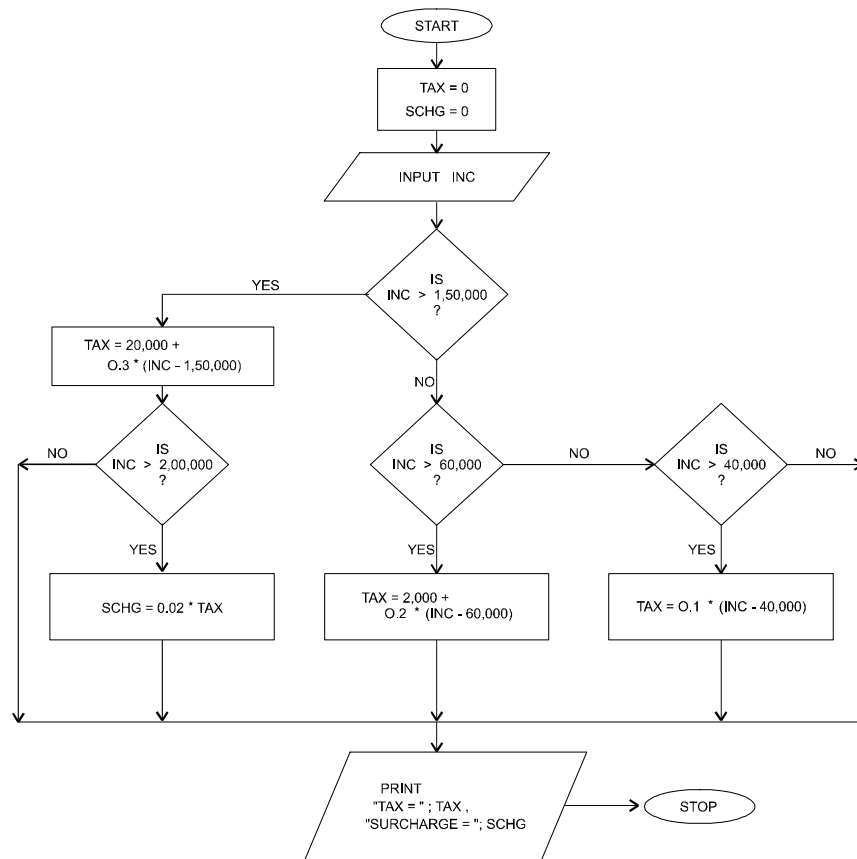 START
TAX = 0
SCHG = 0
INPUT INC
IS
INC > 1,50,000
?
YES
TAX = 20,000 +
O.3 * (INC - 1,50,000)
NO
IS
INC > 2,00,000
?
NO
IS
INC > 60,000
?
NO
IS
INC > 40,000
?
NO
YES
YES
YES
SCHG = 0.02 * TAX
TAX = 2,000 +
O.2 * (INC - 60,000)
TAX = O.1 * (INC - 40,000)
PRINT
"TAX = " ; TAX ,
"SURCHARGE = "; SCHG
STOP